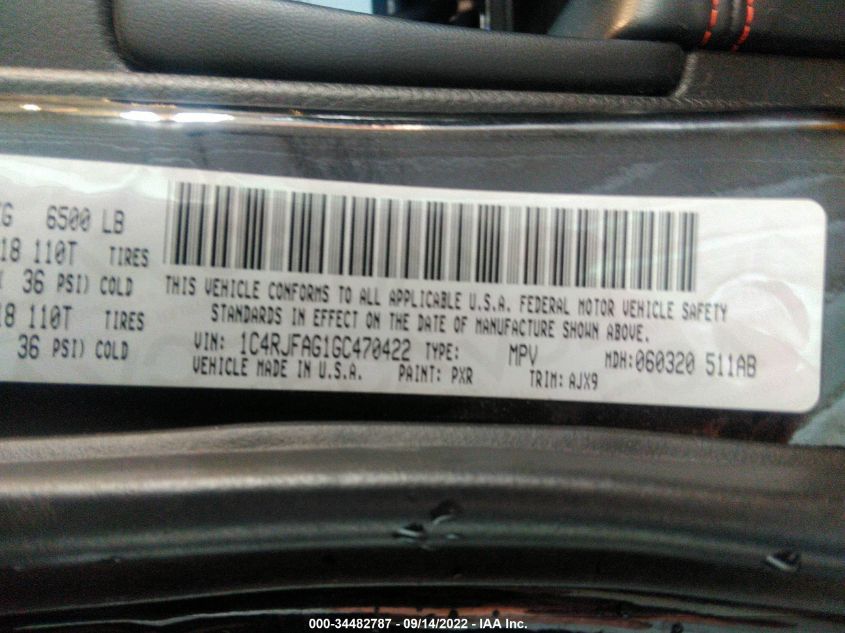 KG 6500 LB
18 110T TIRES
( 36 PSI) COLD
18 110T TIRES
36 PSI) COLD
THIS VEHICLE CONFORMS TO ALL APPLICABLE U.S.A. FEDERAL MOTOR VEHICLE SAFETY
STANDARDS IN EFFECT ON THE DATE OF MANUFACTURE SHOWN ABOVE.
VIN: 1C4RJFAG1GC470422 TYPE: MPV MDH:060320 511AB
VEHICLE MADE IN U.S.A. PAINT: PXR TRIM: AJX9
000-34482787 - 09/14/2022 - IAA Inc.